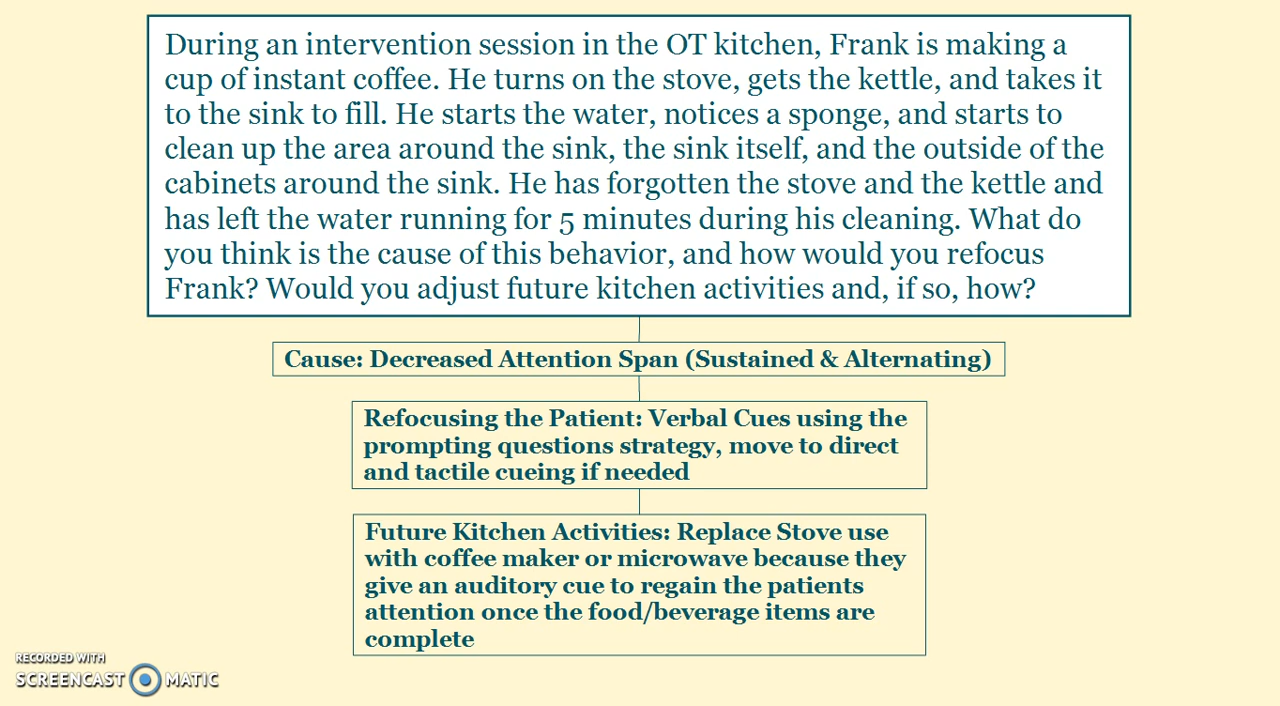 During an intervention session in the OT kitchen, Frank is making a
cup of instant coffee. He turns on the stove, gets the kettle, and takes it
to the sink to fill. He starts the water, notices a sponge, and starts to
clean up the area around the sink, the sink itself, and the outside of the
cabinets around the sink. He has forgotten the stove and the kettle and
has left the water running for 5 minutes during his cleaning. What do
you think is the cause of this behavior, and how would you refocus
Frank? Would you adjust future kitchen activities and, if so, how?
Cause: Decreased Attention Span (Sustained & Alternating)
Refocusing the Patient: Verbal Cues using the
prompting questions strategy, move to direct
and tactile cueing if needed
Future Kitchen Activities: Replace Stove use
with coffee maker or microwave because they
give an auditory cue to regain the patients
attention once the food/beverage items are
complete
RECORDED WITH
SCREENCAST MATIC